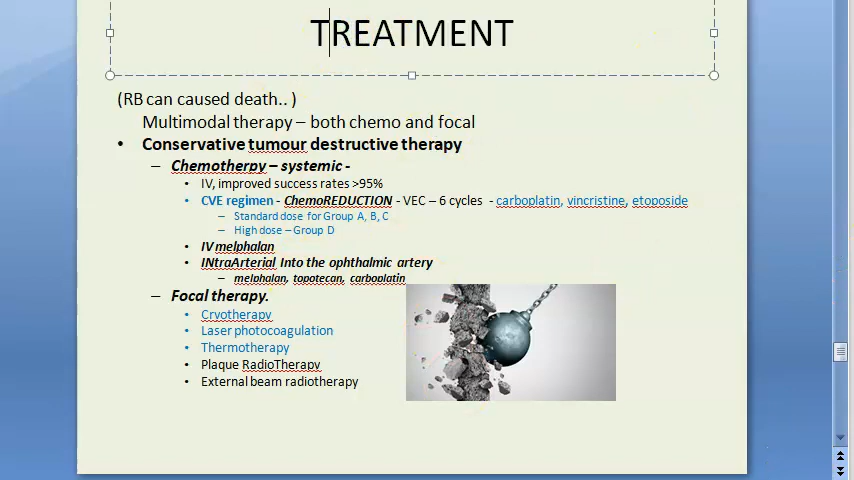 TREATMENT
(RB can caused death.. )
Multimodal therapy – both chemo and focal
• Conservative tumour destructive therapy
– Chemotherpy – systemic -
• IV, improved success rates >95%
• CVE regimen - ChemoREDUCTION - VEC – 6 cycles - carboplatin, vincristine, etoposide
– Standard dose for Group A, B, C
– High dose – Group D
• IV melphalan
• INtraArterial Into the ophthalmic artery
– melphalan, topotecan, carboplatin
– Focal therapy.
• Cryotherapy
• Laser photocoagulation
• Thermotherapy
• Plaque RadioTherapy
• External beam radiotherapy